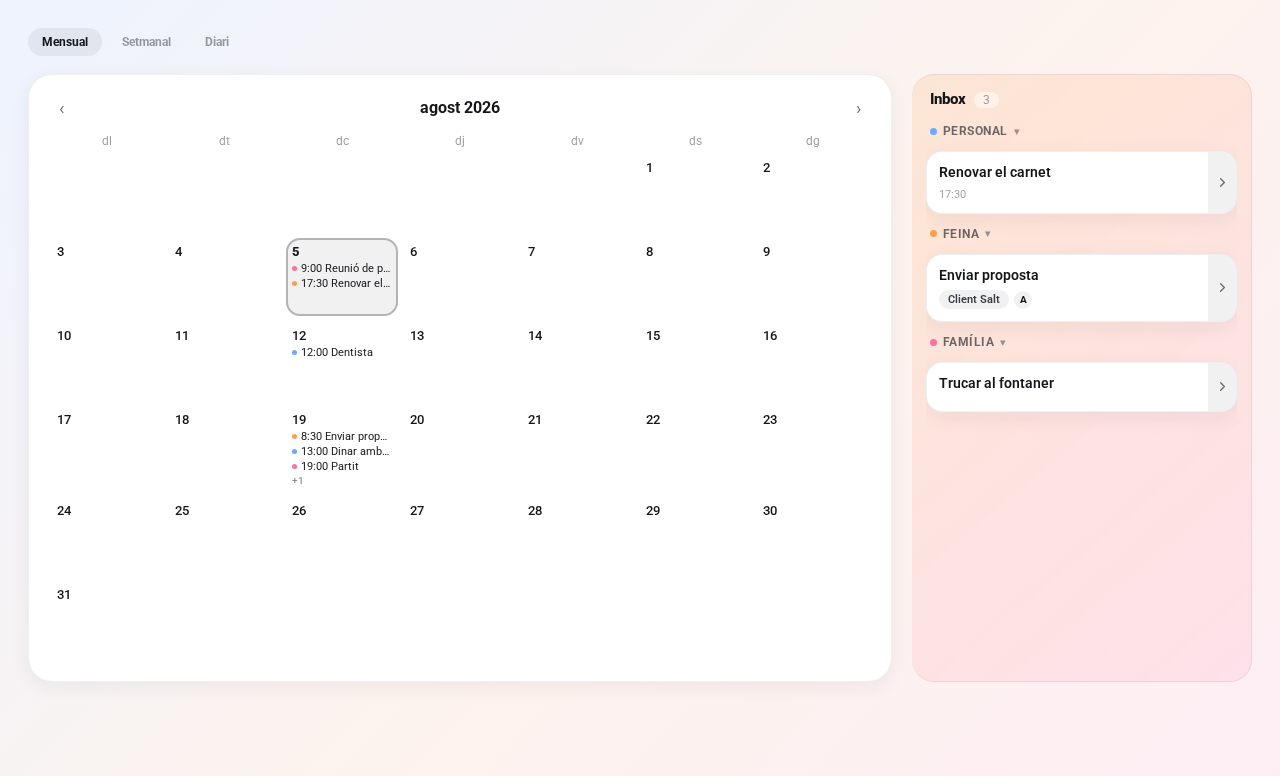 Mensual Setmanal Diari
‹ agost 2026 ›
dl dt dc dj dv ds dg
1 2
3 4 5 6 7 8 9
9:00 Reunió de p...
17:30 Renovar el...
10 11 12 13 14 15 16
12:00 Dentista
17 18 19 20 21 22 23
8:30 Enviar prop...
13:00 Dinar amb...
19:00 Partit
+1
24 25 26 27 28 29 30
31
Inbox 3
PERSONAL ▾
Renovar el carnet
17:30
FEINA ▾
Enviar proposta
Client Salt A
FAMÍLIA ▾
Trucar al fontaner